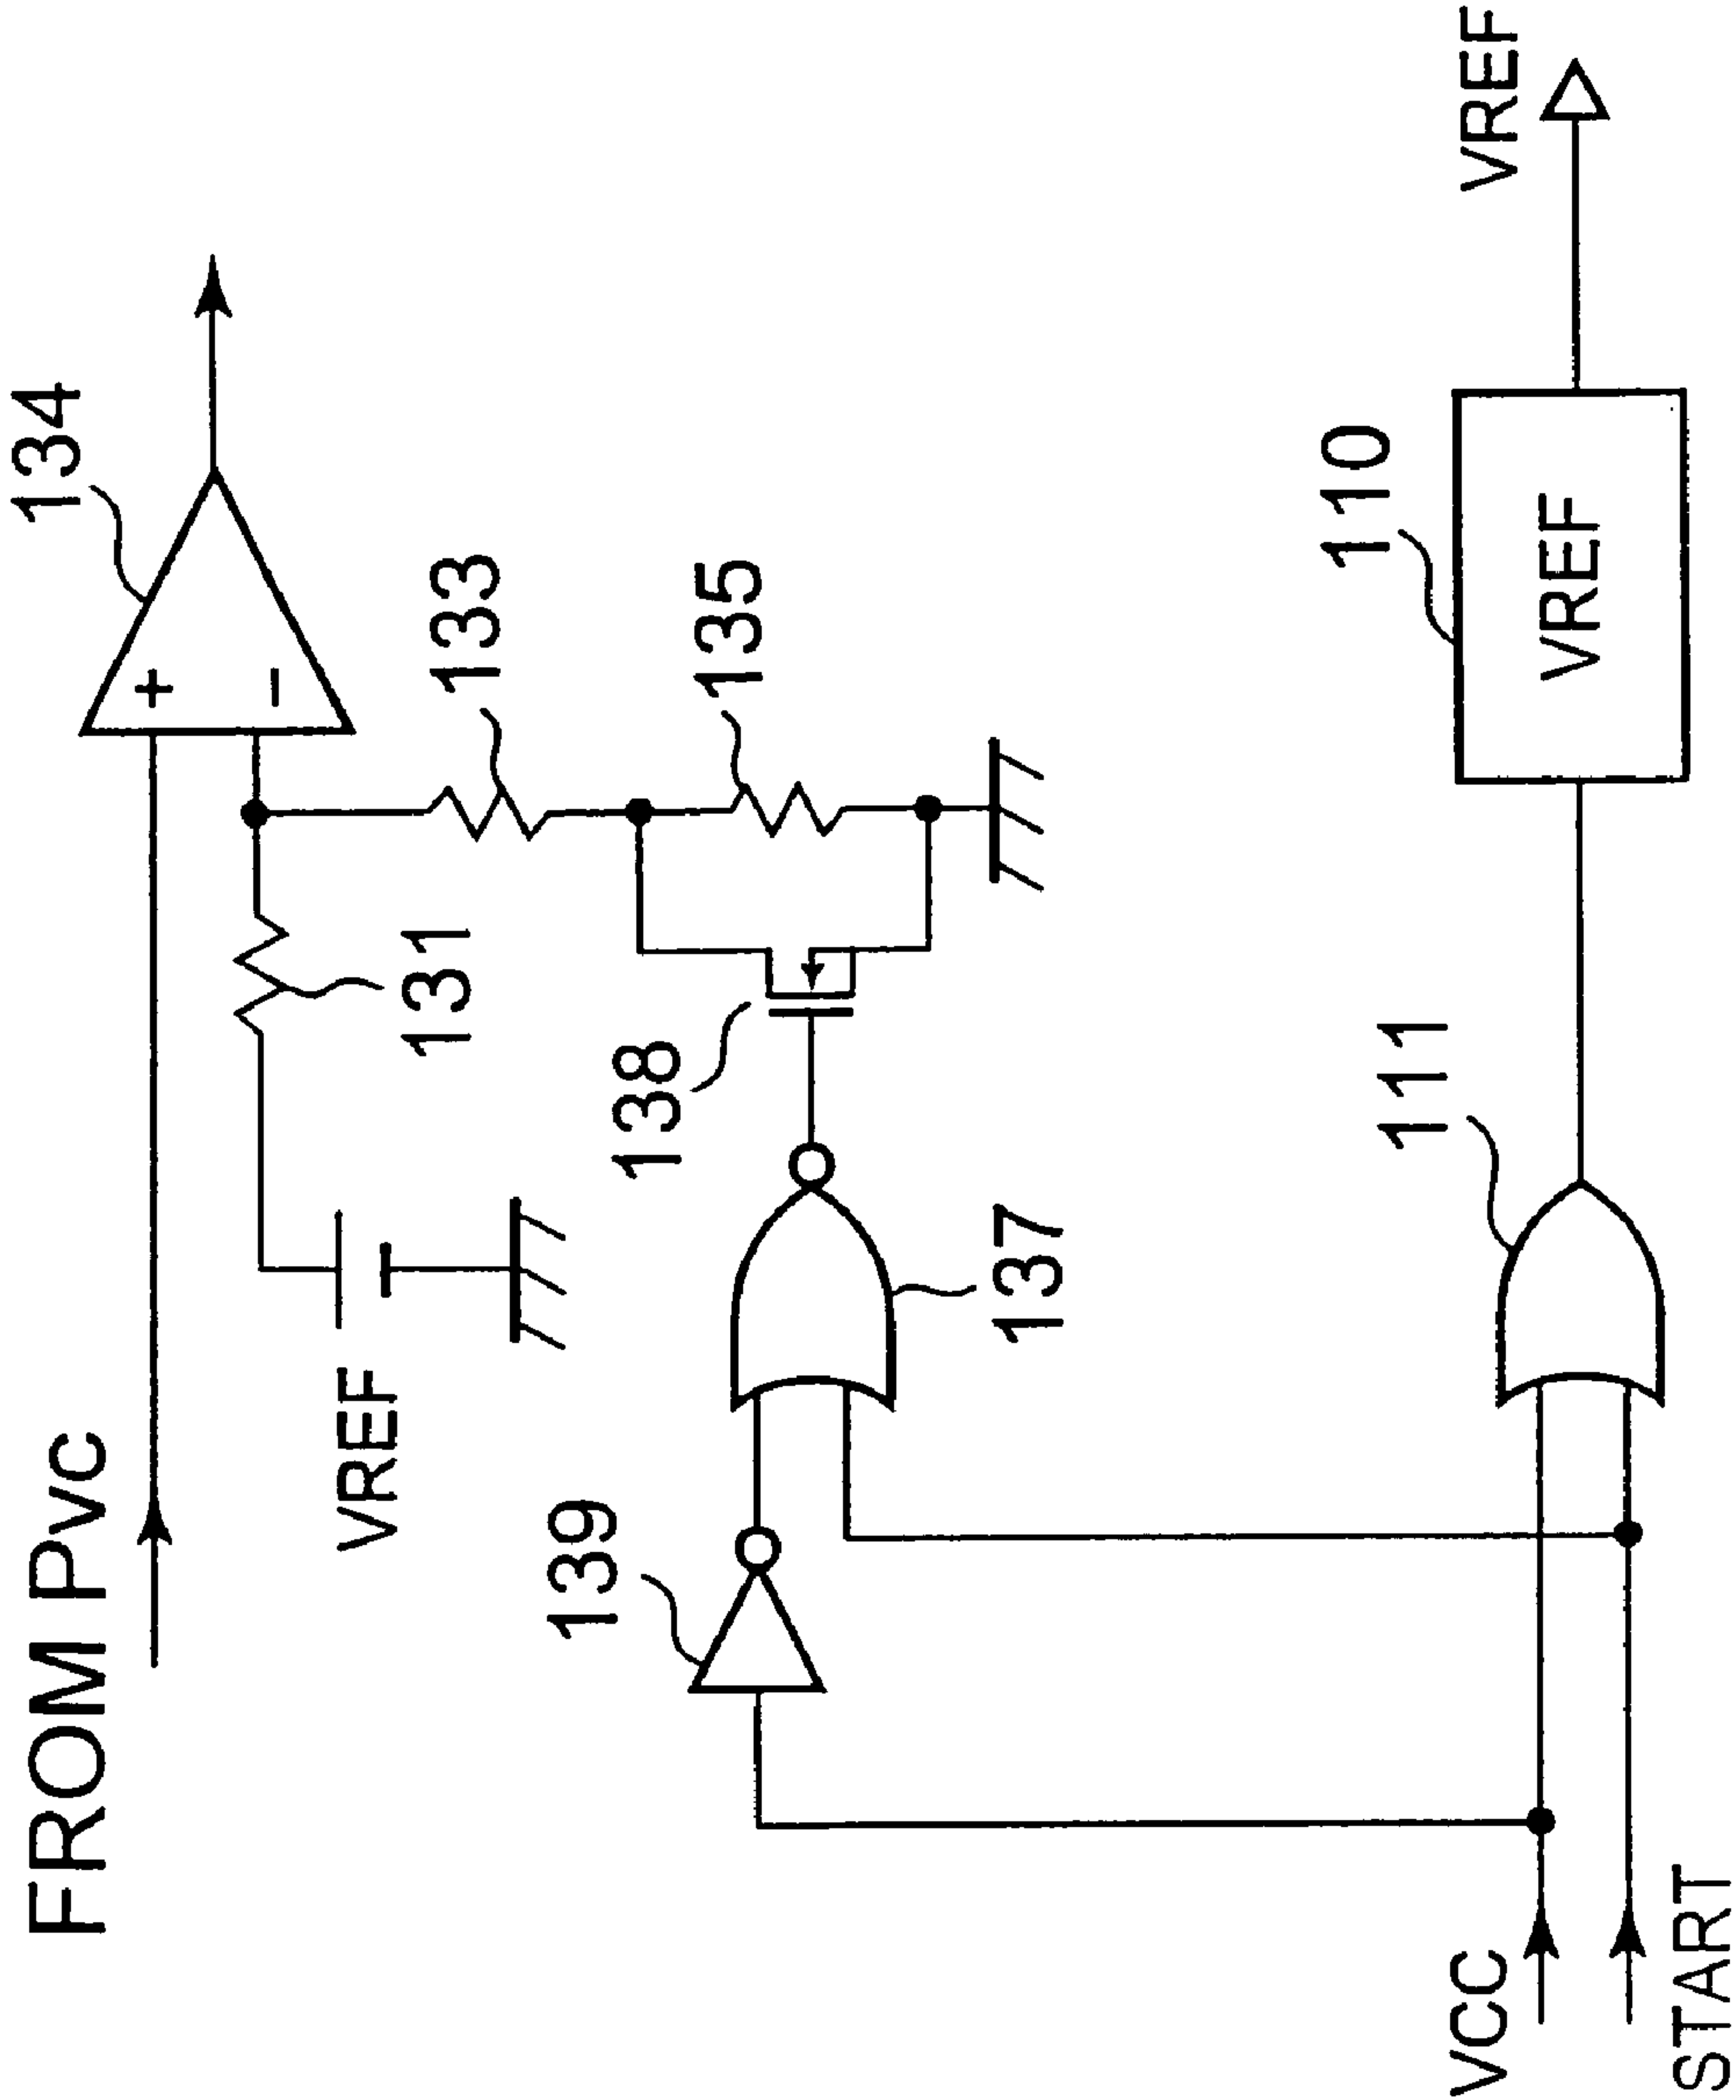 FROM PVC
134
+
−
VREF
131
133
135
138
139
137
111
110
VREF
VREF
VCC
START